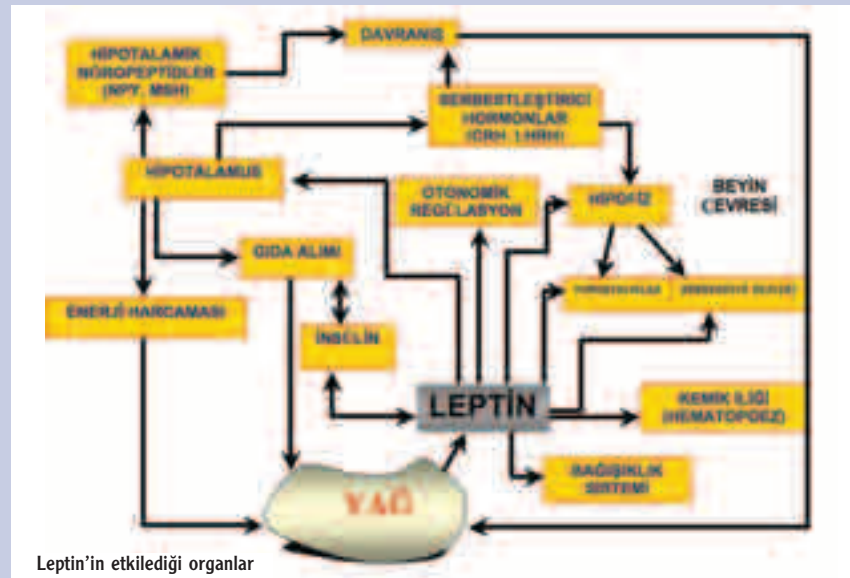 DAVRANIŞ
HİPOTALAMİK
NÖROPEPTİDLER
(NPY, MSH)
SERBERTLEŞTİRİCİ
HORMONLAR
(CRH, LHRH)
HİPOTALAMUS
OTONOMİK
REGÜLASYON
HİPOFİZ
BEYİN
ÇEVRESİ
GIDA ALIMI
ENERJİ HARCAMASI
İNSÜLİN
LEPTİN
KEMİK İLİĞİ
(HEMATOPOEZ)
BAĞIŞIKLIK
SİSTEMİ
YAĞ
Leptin’in etkilediği organlar